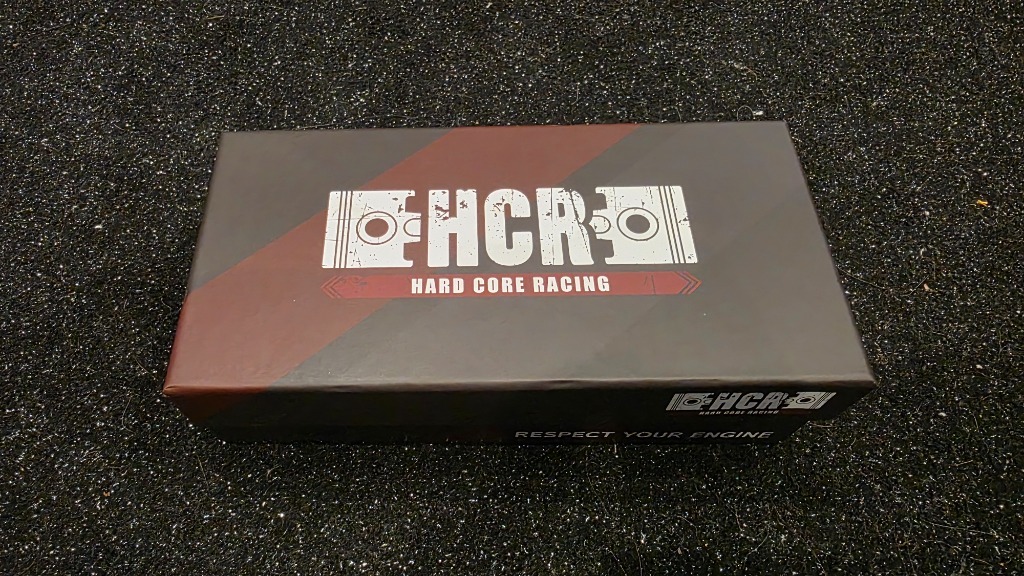 HCR
HARD CORE RACING
HCR
HARD CORE RACING
RESPECT YOUR ENGINE